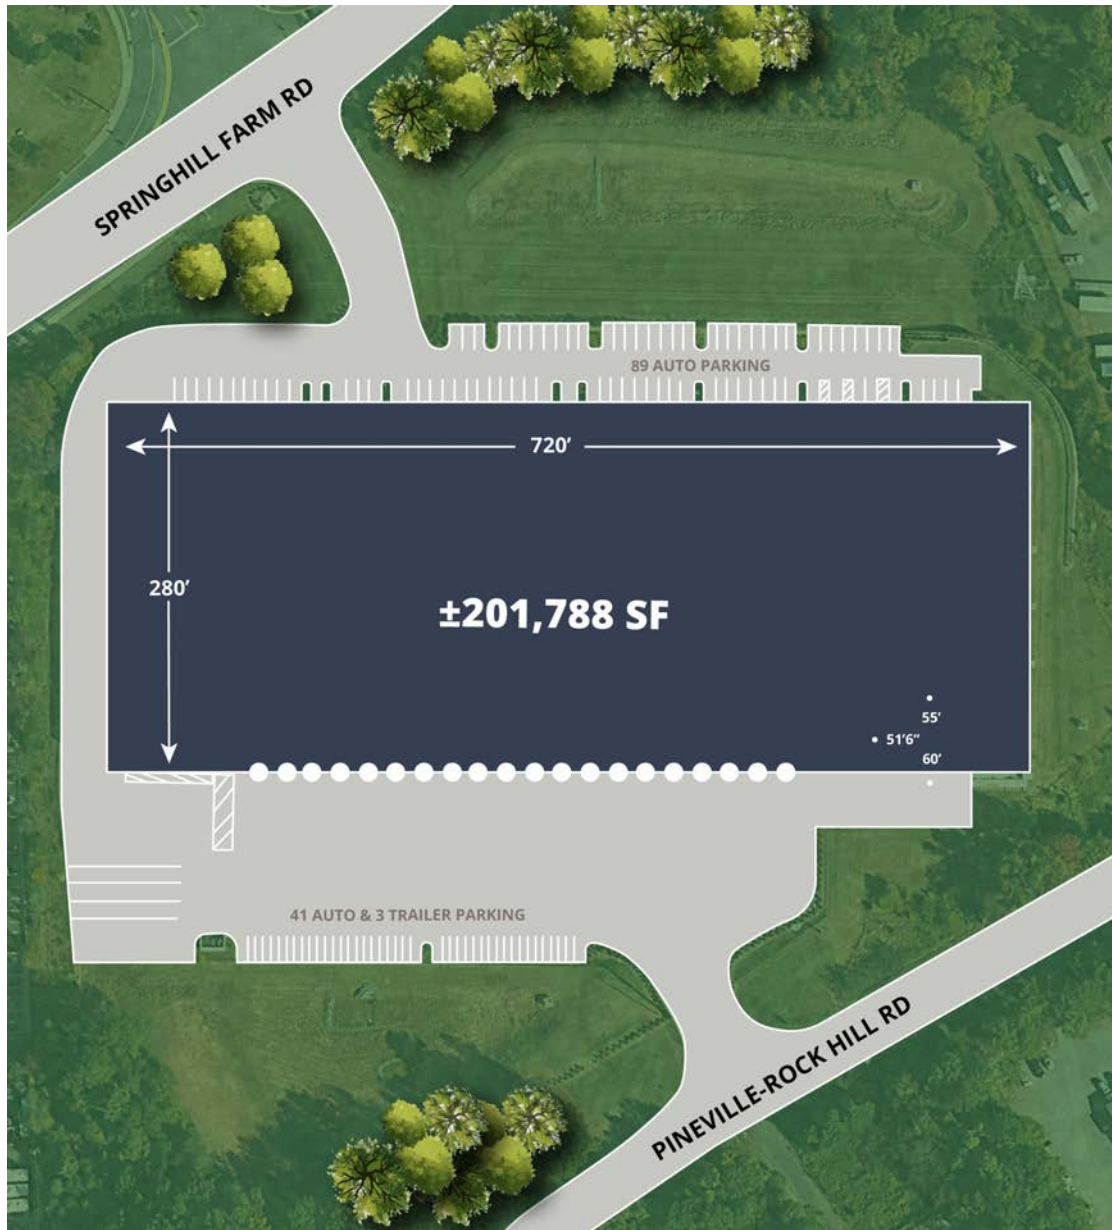 SPRINGHILL FARM RD
89 AUTO PARKING
720’
280’
±201,788 SF
55’
51’6”
60’
41 AUTO & 3 TRAILER PARKING
PINEVILLE-ROCK HILL RD